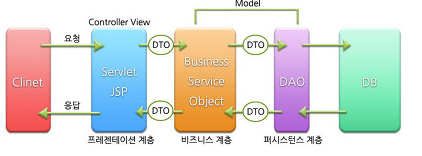 Model
Controller View
요청
DTO
DTO
Clinet
Servlet
JSP
Business
Service
Object
DAO
DB
응답
DTO
DTO
프레젠테이션 계층
비즈니스 계층
퍼시스턴스 계층